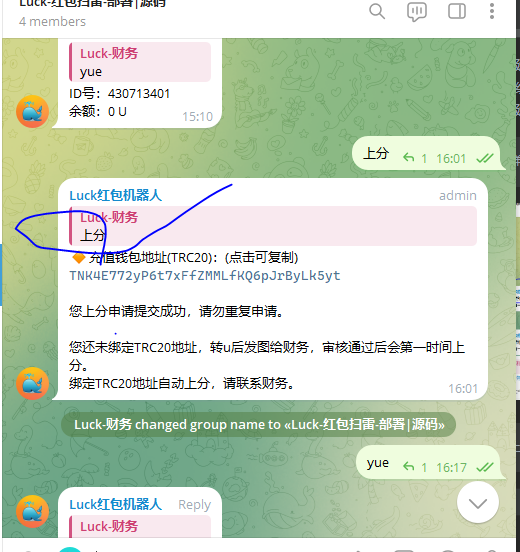 Luck-红包扫雷-部署|源码
4 members
Luck-财务
yue
ID号：430713401
余额：0 U
15:10
上分
1 16:01
Luck红包机器人 admin
Luck-财务
上分
充值钱包地址(TRC20)：(点击可复制)
TNK4E772yP6t7xFfZMMLfKQ6pJrByLk5yt
您上分申请提交成功，请勿重复申请。
您还未绑定TRC20地址，转u后发图给财务，审核通过后会第一时间上
分。
绑定TRC20地址自动上分，请联系财务。
16:01
Luck-财务 changed group name to «Luck-红包扫雷-部署|源码»
yue
1 16:17
Luck红包机器人 Reply
Luck-财务